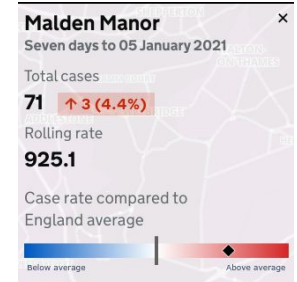 Malden Manor
×
Seven days to 05 January 2021
Total cases
71 ↑ 3 (4.4%)
Rolling rate
925.1
Case rate compared to
England average
Below average Above average